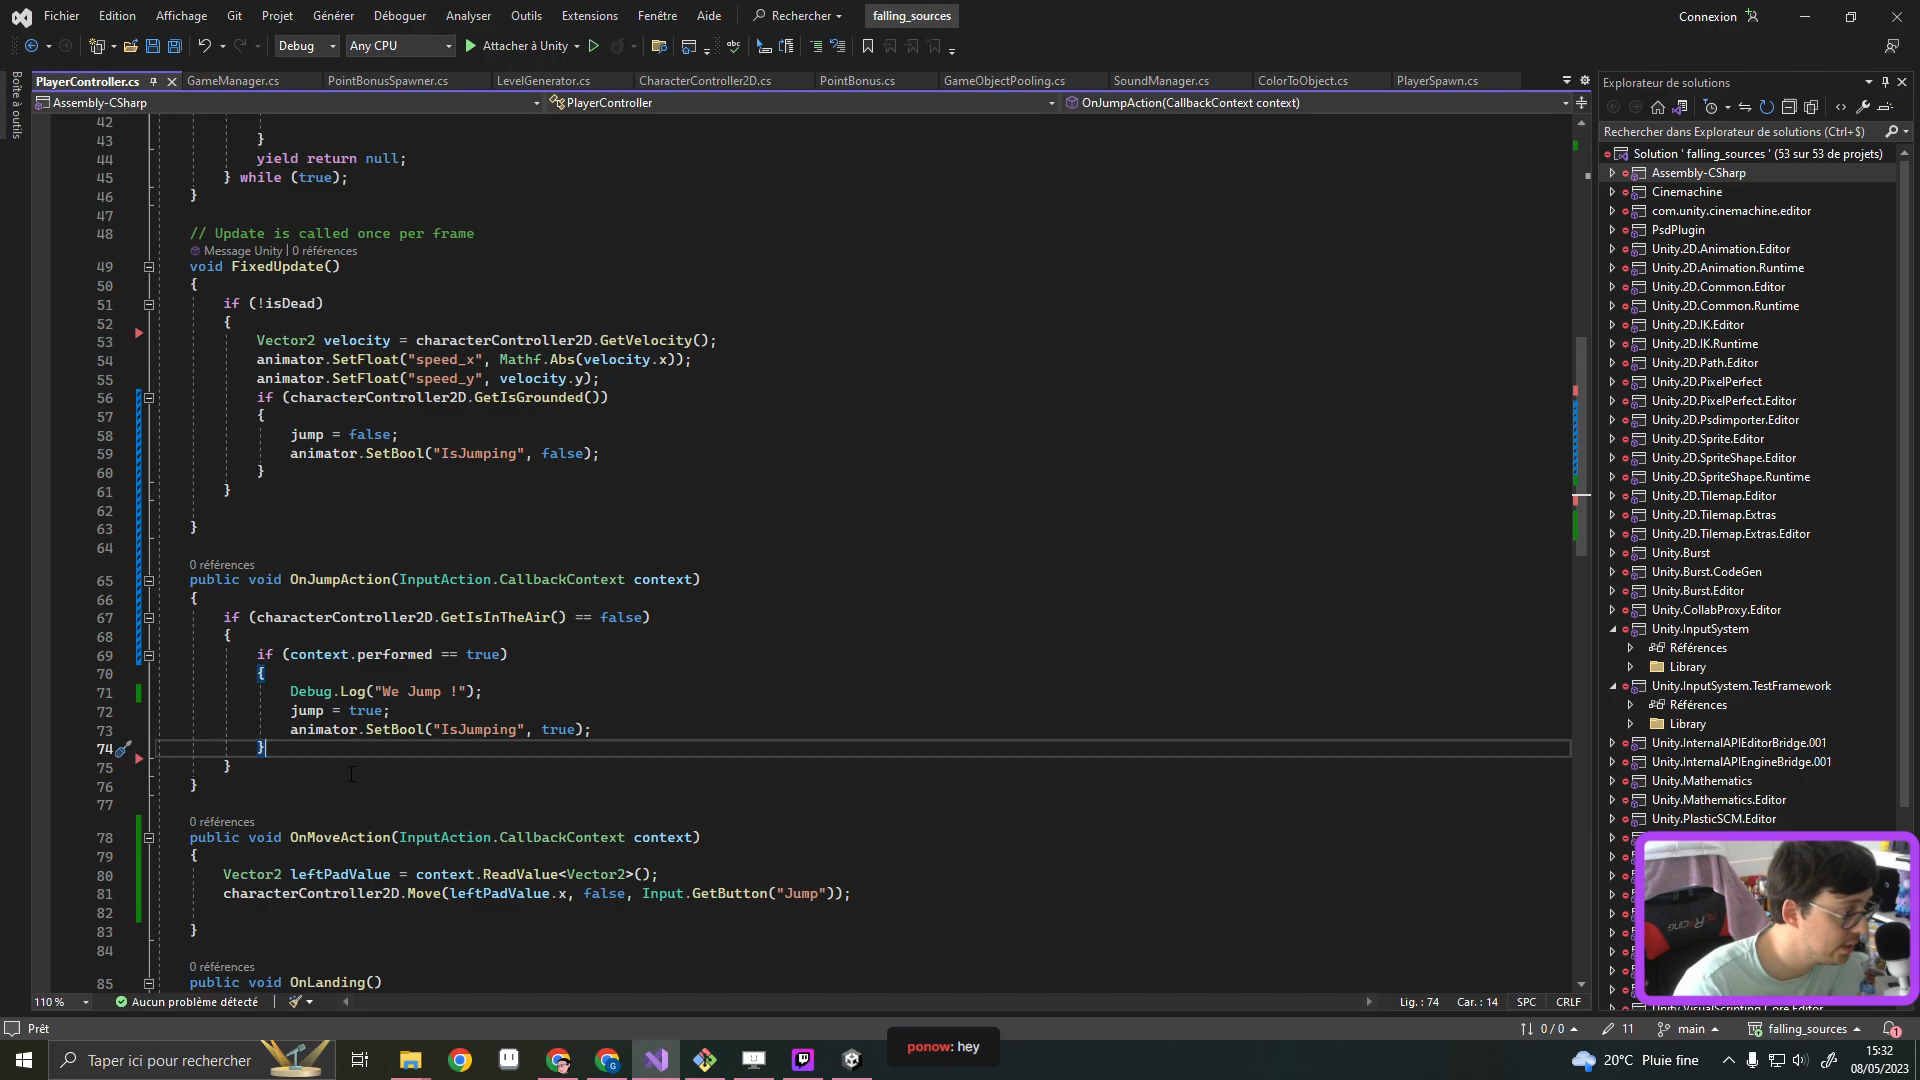 Fichier Edition Affichage Git Projet Générer Déboguer Analyser Outils Extensions Fenêtre Aide Rechercher falling_sources Connexion
Debug Any CPU Attacher à Unity
PlayerController.cs GameManager.cs PointBonusSpawner.cs LevelGenerator.cs CharacterController2D.cs PointBonus.cs GameObjectPooling.cs SoundManager.cs ColorToObject.cs PlayerSpawn.cs
Assembly-CSharp PlayerController OnJumpAction(CallbackContext context)
Boîte à outils
42
43 }
44 yield return null;
45 } while (true);
46 }
47
48 // Update is called once per frame
Message Unity | 0 références
49 void FixedUpdate()
50 {
51 if (!isDead)
52 {
53 Vector2 velocity = characterController2D.GetVelocity();
54 animator.SetFloat("speed_x", Mathf.Abs(velocity.x));
55 animator.SetFloat("speed_y", velocity.y);
56 if (characterController2D.GetIsGrounded())
57 {
58 jump = false;
59 animator.SetBool("IsJumping", false);
60 }
61 }
62
63 }
64
0 références
65 public void OnJumpAction(InputAction.CallbackContext context)
66 {
67 if (characterController2D.GetIsInTheAir() == false)
68 {
69 if (context.performed == true)
70 {
71 Debug.Log("We Jump !");
72 jump = true;
73 animator.SetBool("IsJumping", true);
74 }
75 }
76 }
77
0 références
78 public void OnMoveAction(InputAction.CallbackContext context)
79 {
80 Vector2 leftPadValue = context.ReadValue<Vector2>();
81 characterController2D.Move(leftPadValue.x, false, Input.GetButton("Jump"));
82
83 }
84
0 références
85 public void OnLanding()
110 % Aucun problème détecté Lig. : 74 Car. : 14 SPC CRLF
Explorateur de solutions
Rechercher dans Explorateur de solutions (Ctrl+$)
Solution ' falling_sources ' (53 sur 53 de projets)
Assembly-CSharp
Cinemachine
com.unity.cinemachine.editor
PsdPlugin
Unity.2D.Animation.Editor
Unity.2D.Animation.Runtime
Unity.2D.Common.Editor
Unity.2D.Common.Runtime
Unity.2D.IK.Editor
Unity.2D.IK.Runtime
Unity.2D.Path.Editor
Unity.2D.PixelPerfect
Unity.2D.PixelPerfect.Editor
Unity.2D.Psdimporter.Editor
Unity.2D.Sprite.Editor
Unity.2D.SpriteShape.Editor
Unity.2D.SpriteShape.Runtime
Unity.2D.Tilemap.Editor
Unity.2D.Tilemap.Extras
Unity.2D.Tilemap.Extras.Editor
Unity.Burst
Unity.Burst.CodeGen
Unity.Burst.Editor
Unity.CollabProxy.Editor
Unity.InputSystem
Références
Library
Unity.InputSystem.TestFramework
Références
Library
Unity.InternalAPIEditorBridge.001
Unity.InternalAPIEngineBridge.001
Unity.Mathematics
Unity.Mathematics.Editor
Unity.PlasticSCM.Editor
Unity.VisualScripting.Core.Editor
Prêt 0 / 0 11 main falling_sources 1
ponow: hey
Taper ici pour rechercher 20°C Pluie fine 15:32
08/05/2023